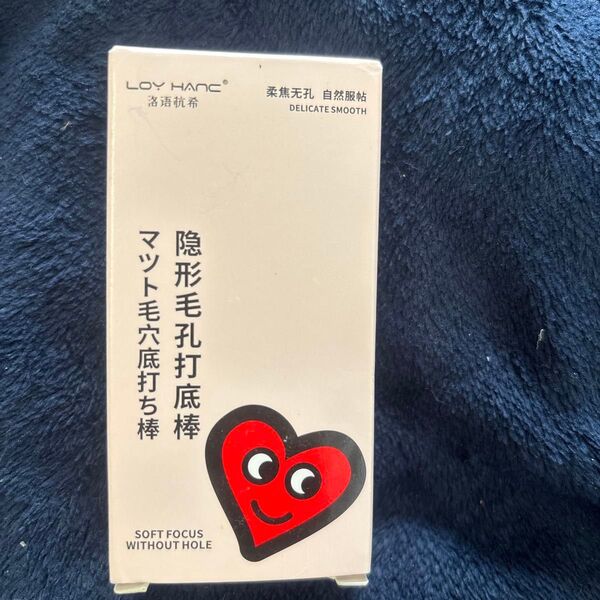 LOY HANC®
洛语杭希
柔焦无孔 自然服帖
DELICATE SMOOTH
隐形毛孔打底棒
マツト毛穴底打ち棒
SOFT FOCUS
WITHOUT HOLE